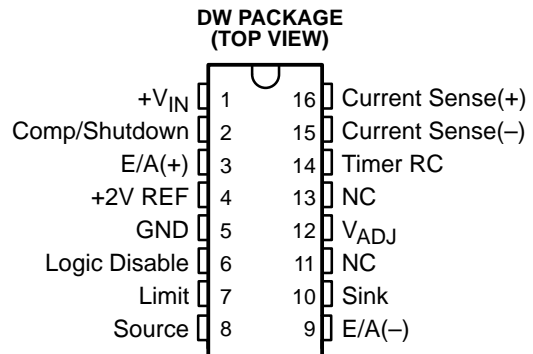 DW PACKAGE
(TOP VIEW)
+VIN 1 16 Current Sense(+)
Comp/Shutdown 2 15 Current Sense(–)
E/A(+) 3 14 Timer RC
+2V REF 4 13 NC
GND 5 12 VADJ
Logic Disable 6 11 NC
Limit 7 10 Sink
Source 8 9 E/A(–)